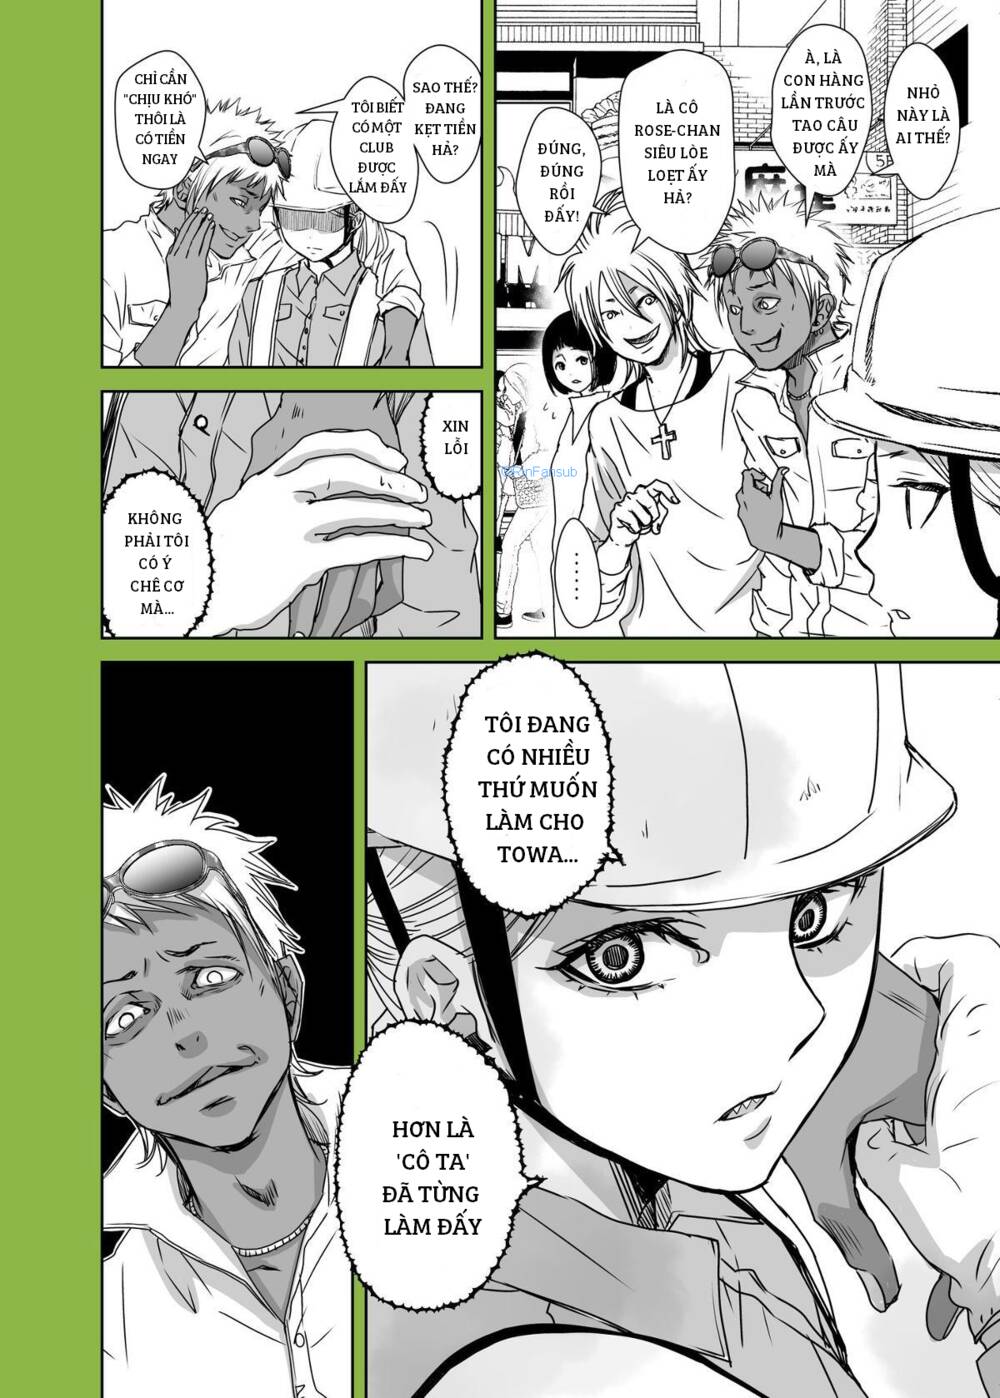 NHỎ
NÀY LÀ
AI THẾ?
À, LÀ
CON HÀNG
LẦN TRƯỚC
TAO CÂU
ĐƯỢC ẤY
MÀ
LÀ CÔ
ROSE-CHAN
SIÊU LÒE
LOẸT ẤY
HẢ?
ĐÚNG,
ĐÚNG
RỒI
ĐẤY!
......
SAO THẾ?
ĐANG
KẸT TIỀN
HẢ?
TÔI BIẾT
CÓ MỘT
CLUB
ĐƯỢC
LẮM ĐẤY
CHỈ CẦN
"CHỊU KHÓ"
THÔI LÀ
CÓ TIỀN
NGAY
XIN
LỖI
KHÔNG
PHẢI TÔI
CÓ Ý
CHÊ CƠ
MÀ...
TÔI ĐANG
CÓ NHIỀU
THỨ MUỐN
LÀM CHO
TOWA...
HƠN LÀ
'CÔ TA'
ĐÃ TỪNG
LÀM ĐẤY